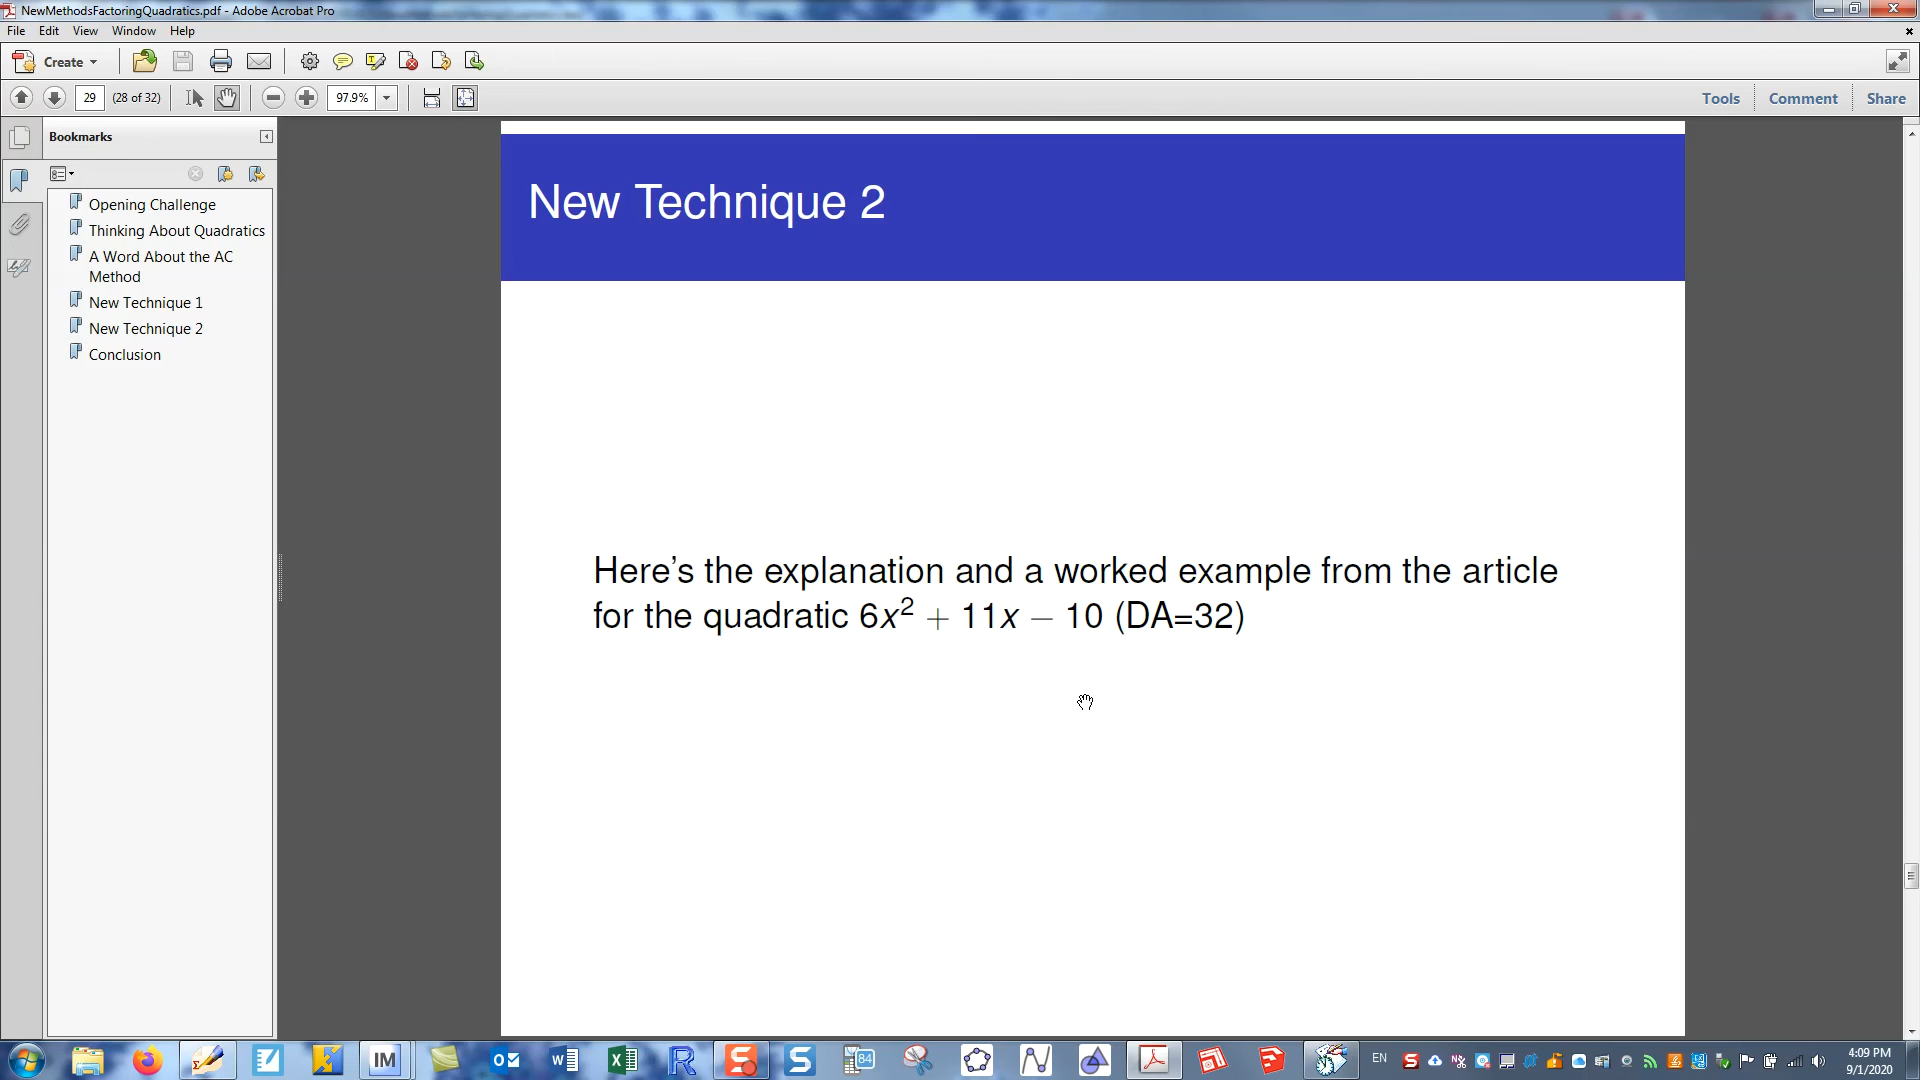 NewMethodsFactoringQuadratics.pdf - Adobe Acrobat Pro
File Edit View Window Help
Create
29 (28 of 32) 97.9% Tools Comment Share
Bookmarks
Opening Challenge
Thinking About Quadratics
A Word About the AC
Method
New Technique 1
New Technique 2
Conclusion
New Technique 2
Here’s the explanation and a worked example from the article
for the quadratic 6x² + 11x − 10 (DA=32)
IM 84 EN 4:09 PM
9/1/2020